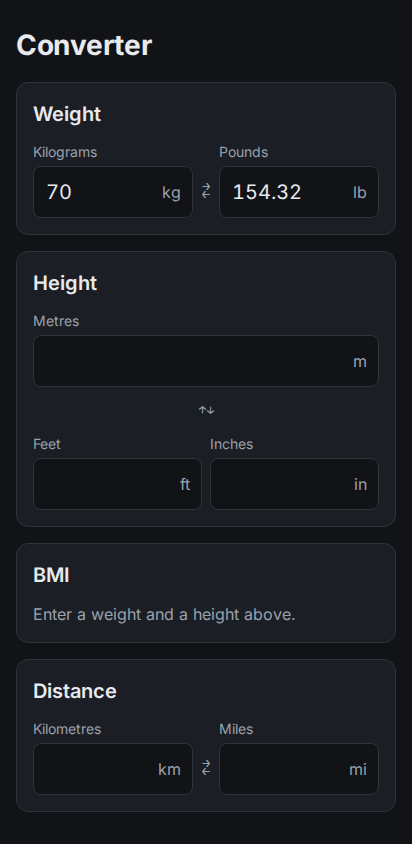 Converter
Weight
Kilograms Pounds
70 kg ⇄ 154.32 lb
Height
Metres
m
↑↓
Feet Inches
ft in
BMI
Enter a weight and a height above.
Distance
Kilometres Miles
km ⇄ mi